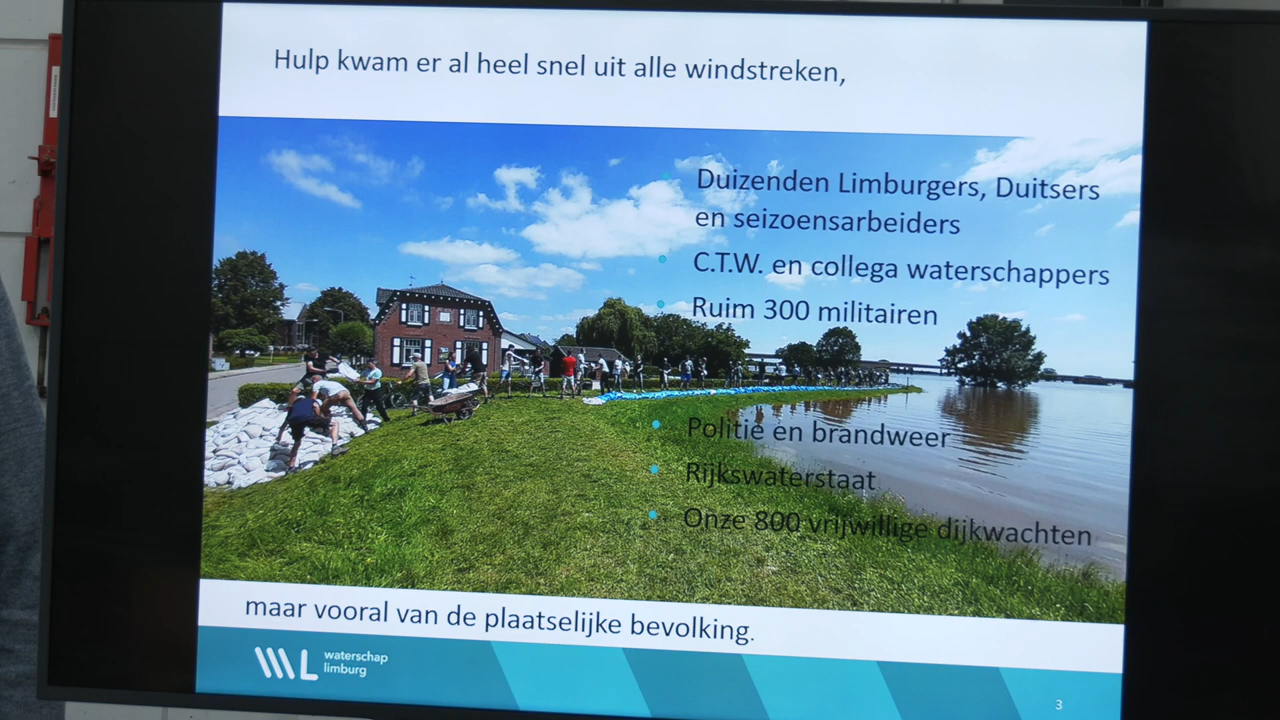 Hulp kwam er al heel snel uit alle windstreken,
Duizenden Limburgers, Duitsers
en seizoensarbeiders
C.T.W. en collega waterschappers
Ruim 300 militairen
Politie en brandweer
Rijkswaterstaat
Onze 800 vrijwillige dijkwachten
maar vooral van de plaatselijke bevolking.
waterschap
limburg
3